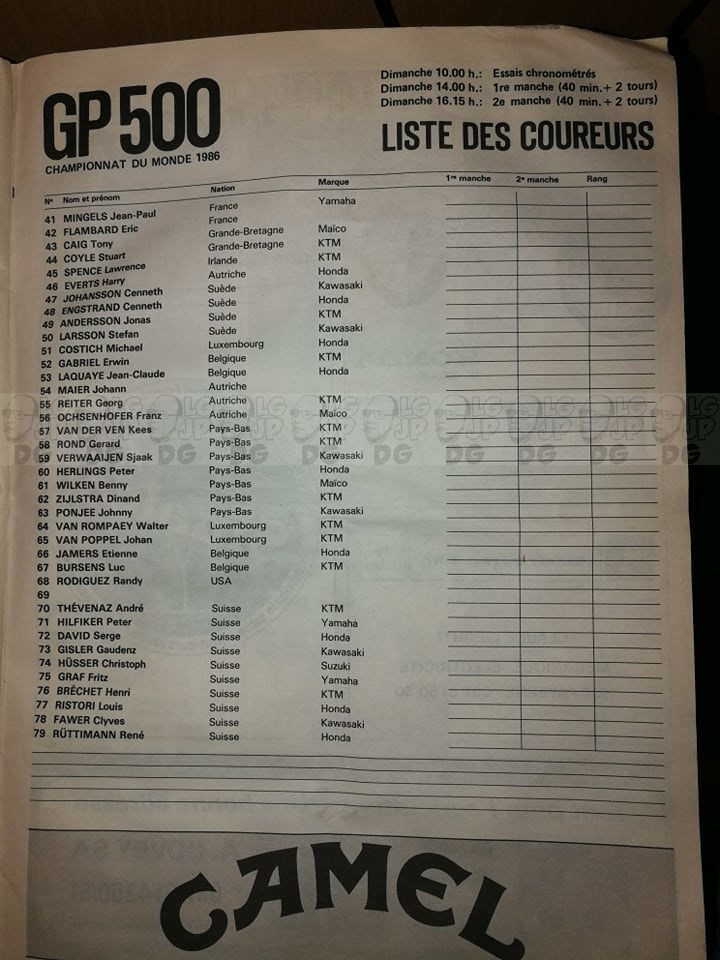 GP 500
CHAMPIONNAT DU MONDE 1986
Dimanche 10.00 h.: Essais chronométrés
Dimanche 14.00 h.: 1re manche (40 min. + 2 tours)
Dimanche 16.15 h.: 2e manche (40 min. + 2 tours)
LISTE DES COUREURS
Nº Nom et prénom Nation Marque 1re manche 2e manche Rang
41 MINGELS Jean-Paul France Yamaha
42 FLAMBARD Eric France
43 CAIG Tony Grande-Bretagne Maïco
44 COYLE Stuart Grande-Bretagne KTM
45 SPENCE Lawrence Irlande KTM
46 EVERTS Harry Autriche Honda
47 JOHANSSON Cenneth Suède Kawasaki
48 ENGSTRAND Cenneth Suède Honda
49 ANDERSSON Jonas Suède KTM
50 LARSSON Stefan Suède Kawasaki
51 COSTICH Michael Luxembourg Honda
52 GABRIEL Erwin Belgique KTM
53 LAQUAYE Jean-Claude Belgique Honda
54 MAIER Johann Autriche
55 REITER Georg Autriche KTM
56 OCHSENHOFER Franz Autriche Maïco
57 VAN DER VEN Kees Pays-Bas KTM
58 ROND Gerard Pays-Bas KTM
59 VERWAAIJEN Sjaak Pays-Bas Kawasaki
60 HERLINGS Peter Pays-Bas Honda
61 WILKEN Benny Pays-Bas Maïco
62 ZIJLSTRA Dinand Pays-Bas KTM
63 PONJEE Johnny Pays-Bas Kawasaki
64 VAN ROMPAEY Walter Luxembourg KTM
65 VAN POPPEL Johan Luxembourg KTM
66 JAMERS Etienne Belgique Honda
67 BURSENS Luc Belgique KTM
68 RODIGUEZ Randy USA
69
70 THÉVENAZ André Suisse KTM
71 HILFIKER Peter Suisse Yamaha
72 DAVID Serge Suisse Honda
73 GISLER Gaudenz Suisse Kawasaki
74 HÜSSER Christoph Suisse Suzuki
75 GRAF Fritz Suisse Yamaha
76 BRÉCHET Henri Suisse KTM
77 RISTORI Louis Suisse Honda
78 FAWER Clyves Suisse Kawasaki
79 RÜTTIMANN René Suisse Honda
CAMEL